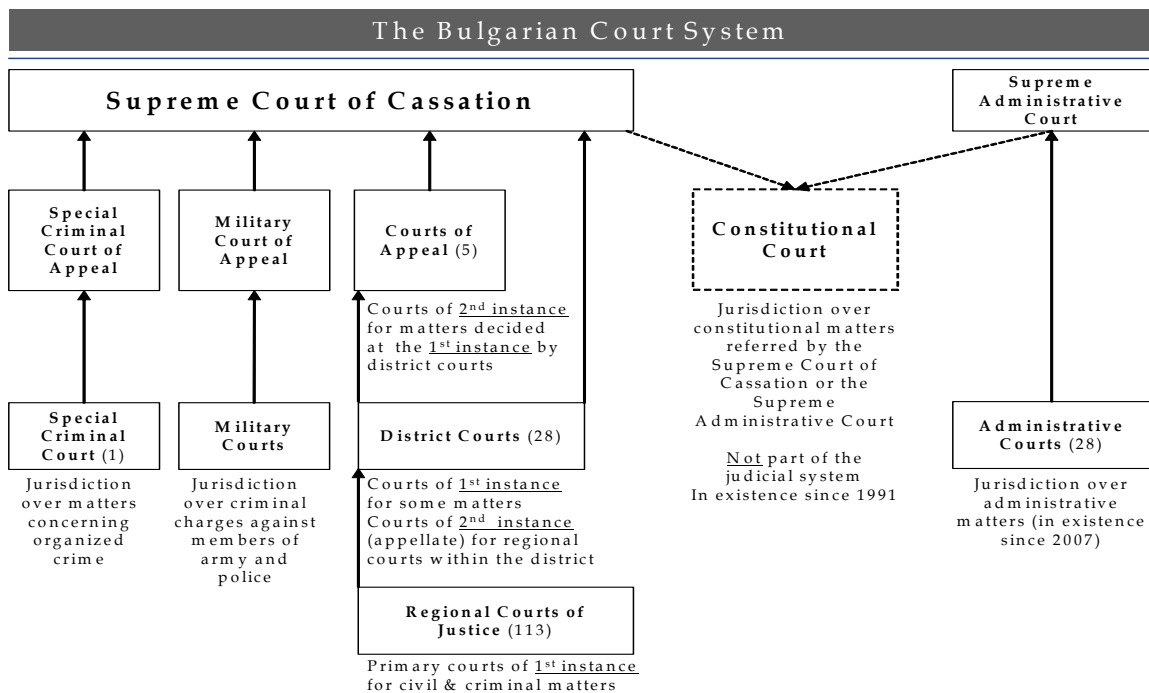 The Bulgarian Court System
Supreme Court of Cassation
Supreme
Administrative
Court
Special
Criminal
Court of
Appeal
Military
Court of
Appeal
Courts of
Appeal (5)
Constitutional
Court
Courts of 2nd instance
for matters decided
at the 1st instance by
district courts
Jurisdiction over
constitutional matters
referred by the
Supreme Court of
Cassation or the
Supreme
Administrative Court
Not part of the
judicial system
In existence since 1991
Special
Criminal
Court (1)
Military
Courts
District Courts (28)
Administrative
Courts (28)
Jurisdiction
over matters
concerning
organized
crime
Jurisdiction
over criminal
charges against
members of
army and
police
Courts of 1st instance
for some matters
Courts of 2nd instance
(appellate) for regional
courts within the district
Jurisdiction over
administrative
matters (in existence
since 2007)
Regional Courts of
Justice (113)
Primary courts of 1st instance
for civil & criminal matters